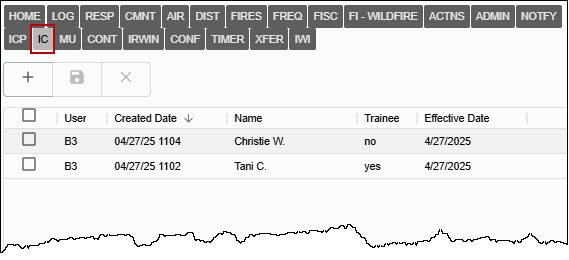 HOME LOG RESP CMNT AIR DIST FIRES FREQ FISC FI - WILDFIRE ACTNS ADMIN NOTFY
ICP IC MU CONT IRWIN CONF TIMER XFER IWI
User Created Date Name Trainee Effective Date
B3 04/27/25 1104 Christie W. no 4/27/2025
B3 04/27/25 1102 Tani C. yes 4/27/2025